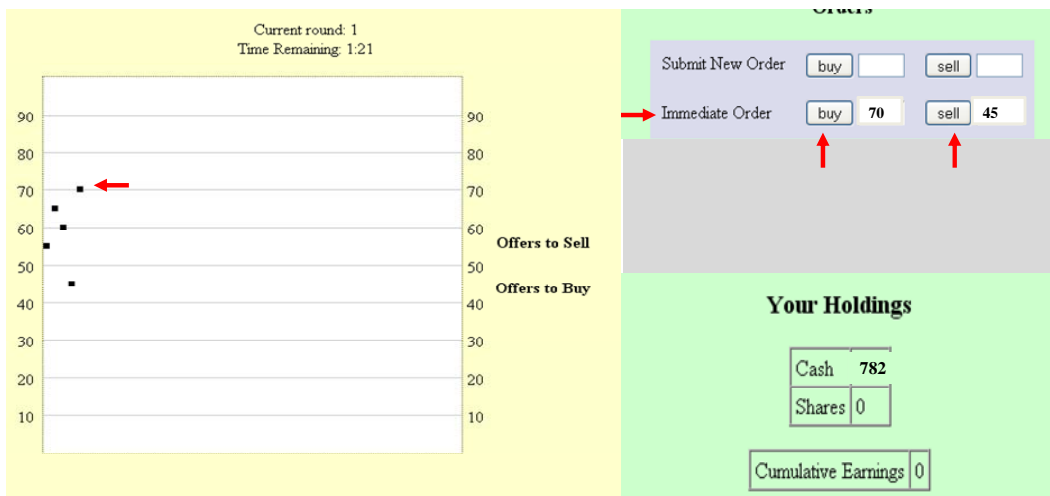 Current round: 1
Time Remaining: 1:21
90 90
80 80
70 70
60 60
Offers to Sell
50 50
Offers to Buy
40 40
30 30
20 20
10 10
Orders
Submit New Order buy sell
Immediate Order buy 70 sell 45
Your Holdings
Cash 782
Shares 0
Cumulative Earnings 0